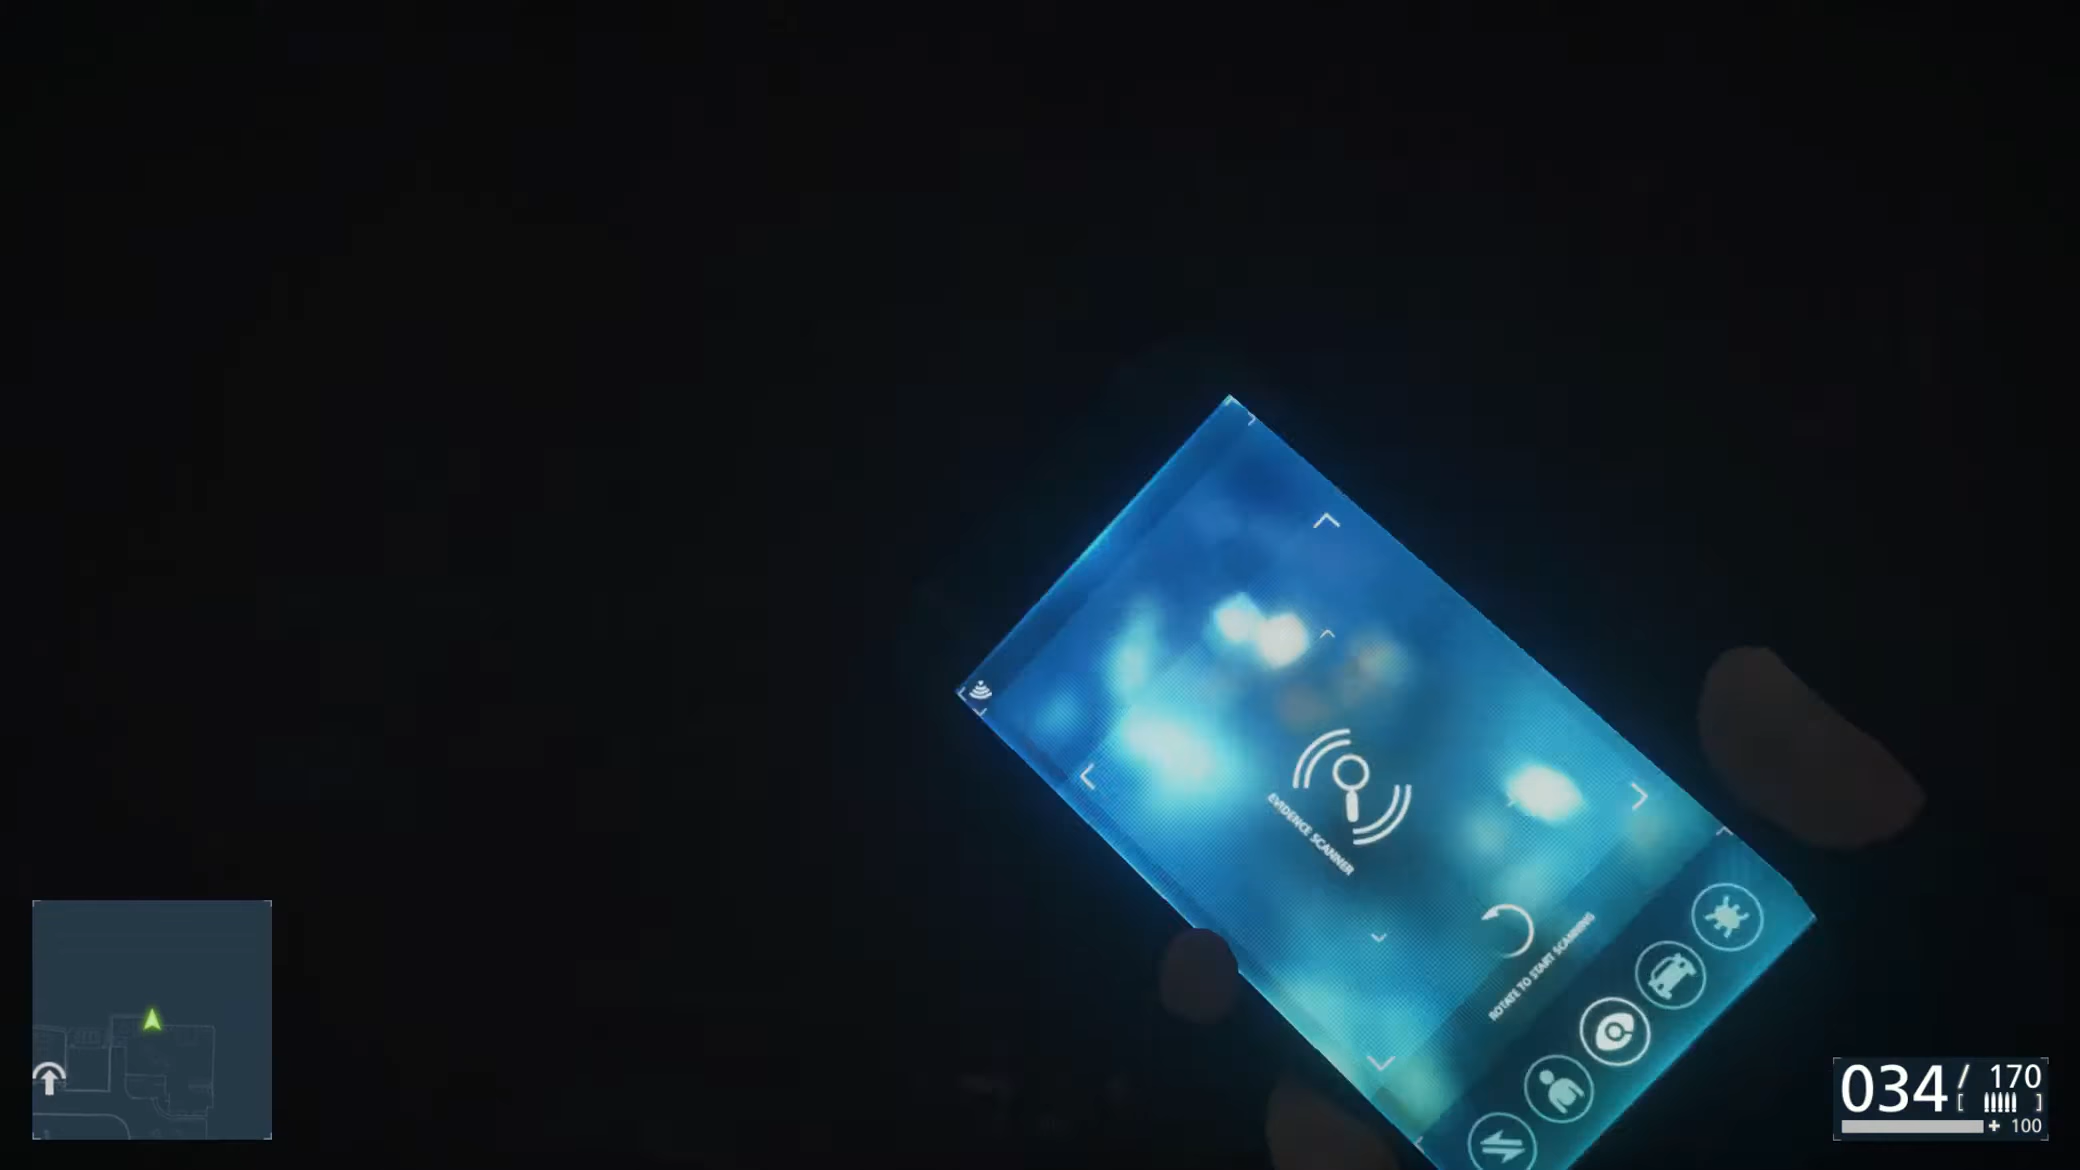 EVIDENCE SCANNER
ROTATE TO START SCANNING
034 / 170
+ 100